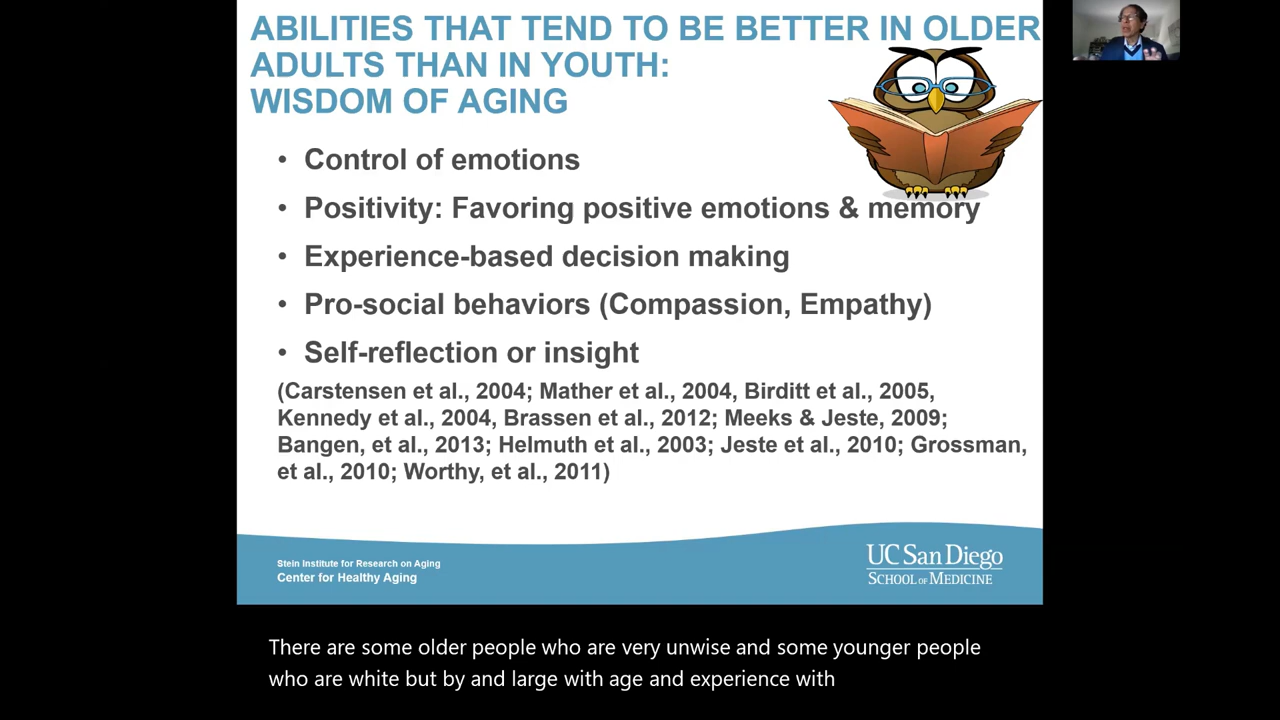 ABILITIES THAT TEND TO BE BETTER IN OLDER
ADULTS THAN IN YOUTH:
WISDOM OF AGING
• Control of emotions
• Positivity: Favoring positive emotions & memory
• Experience-based decision making
• Pro-social behaviors (Compassion, Empathy)
• Self-reflection or insight
(Carstensen et al., 2004; Mather et al., 2004, Birditt et al., 2005,
Kennedy et al., 2004, Brassen et al., 2012; Meeks & Jeste, 2009;
Bangen, et al., 2013; Helmuth et al., 2003; Jeste et al., 2010; Grossman,
et al., 2010; Worthy, et al., 2011)
Stein Institute for Research on Aging
Center for Healthy Aging
UC San Diego
SCHOOL OF MEDICINE
There are some older people who are very unwise and some younger people
who are white but by and large with age and experience with